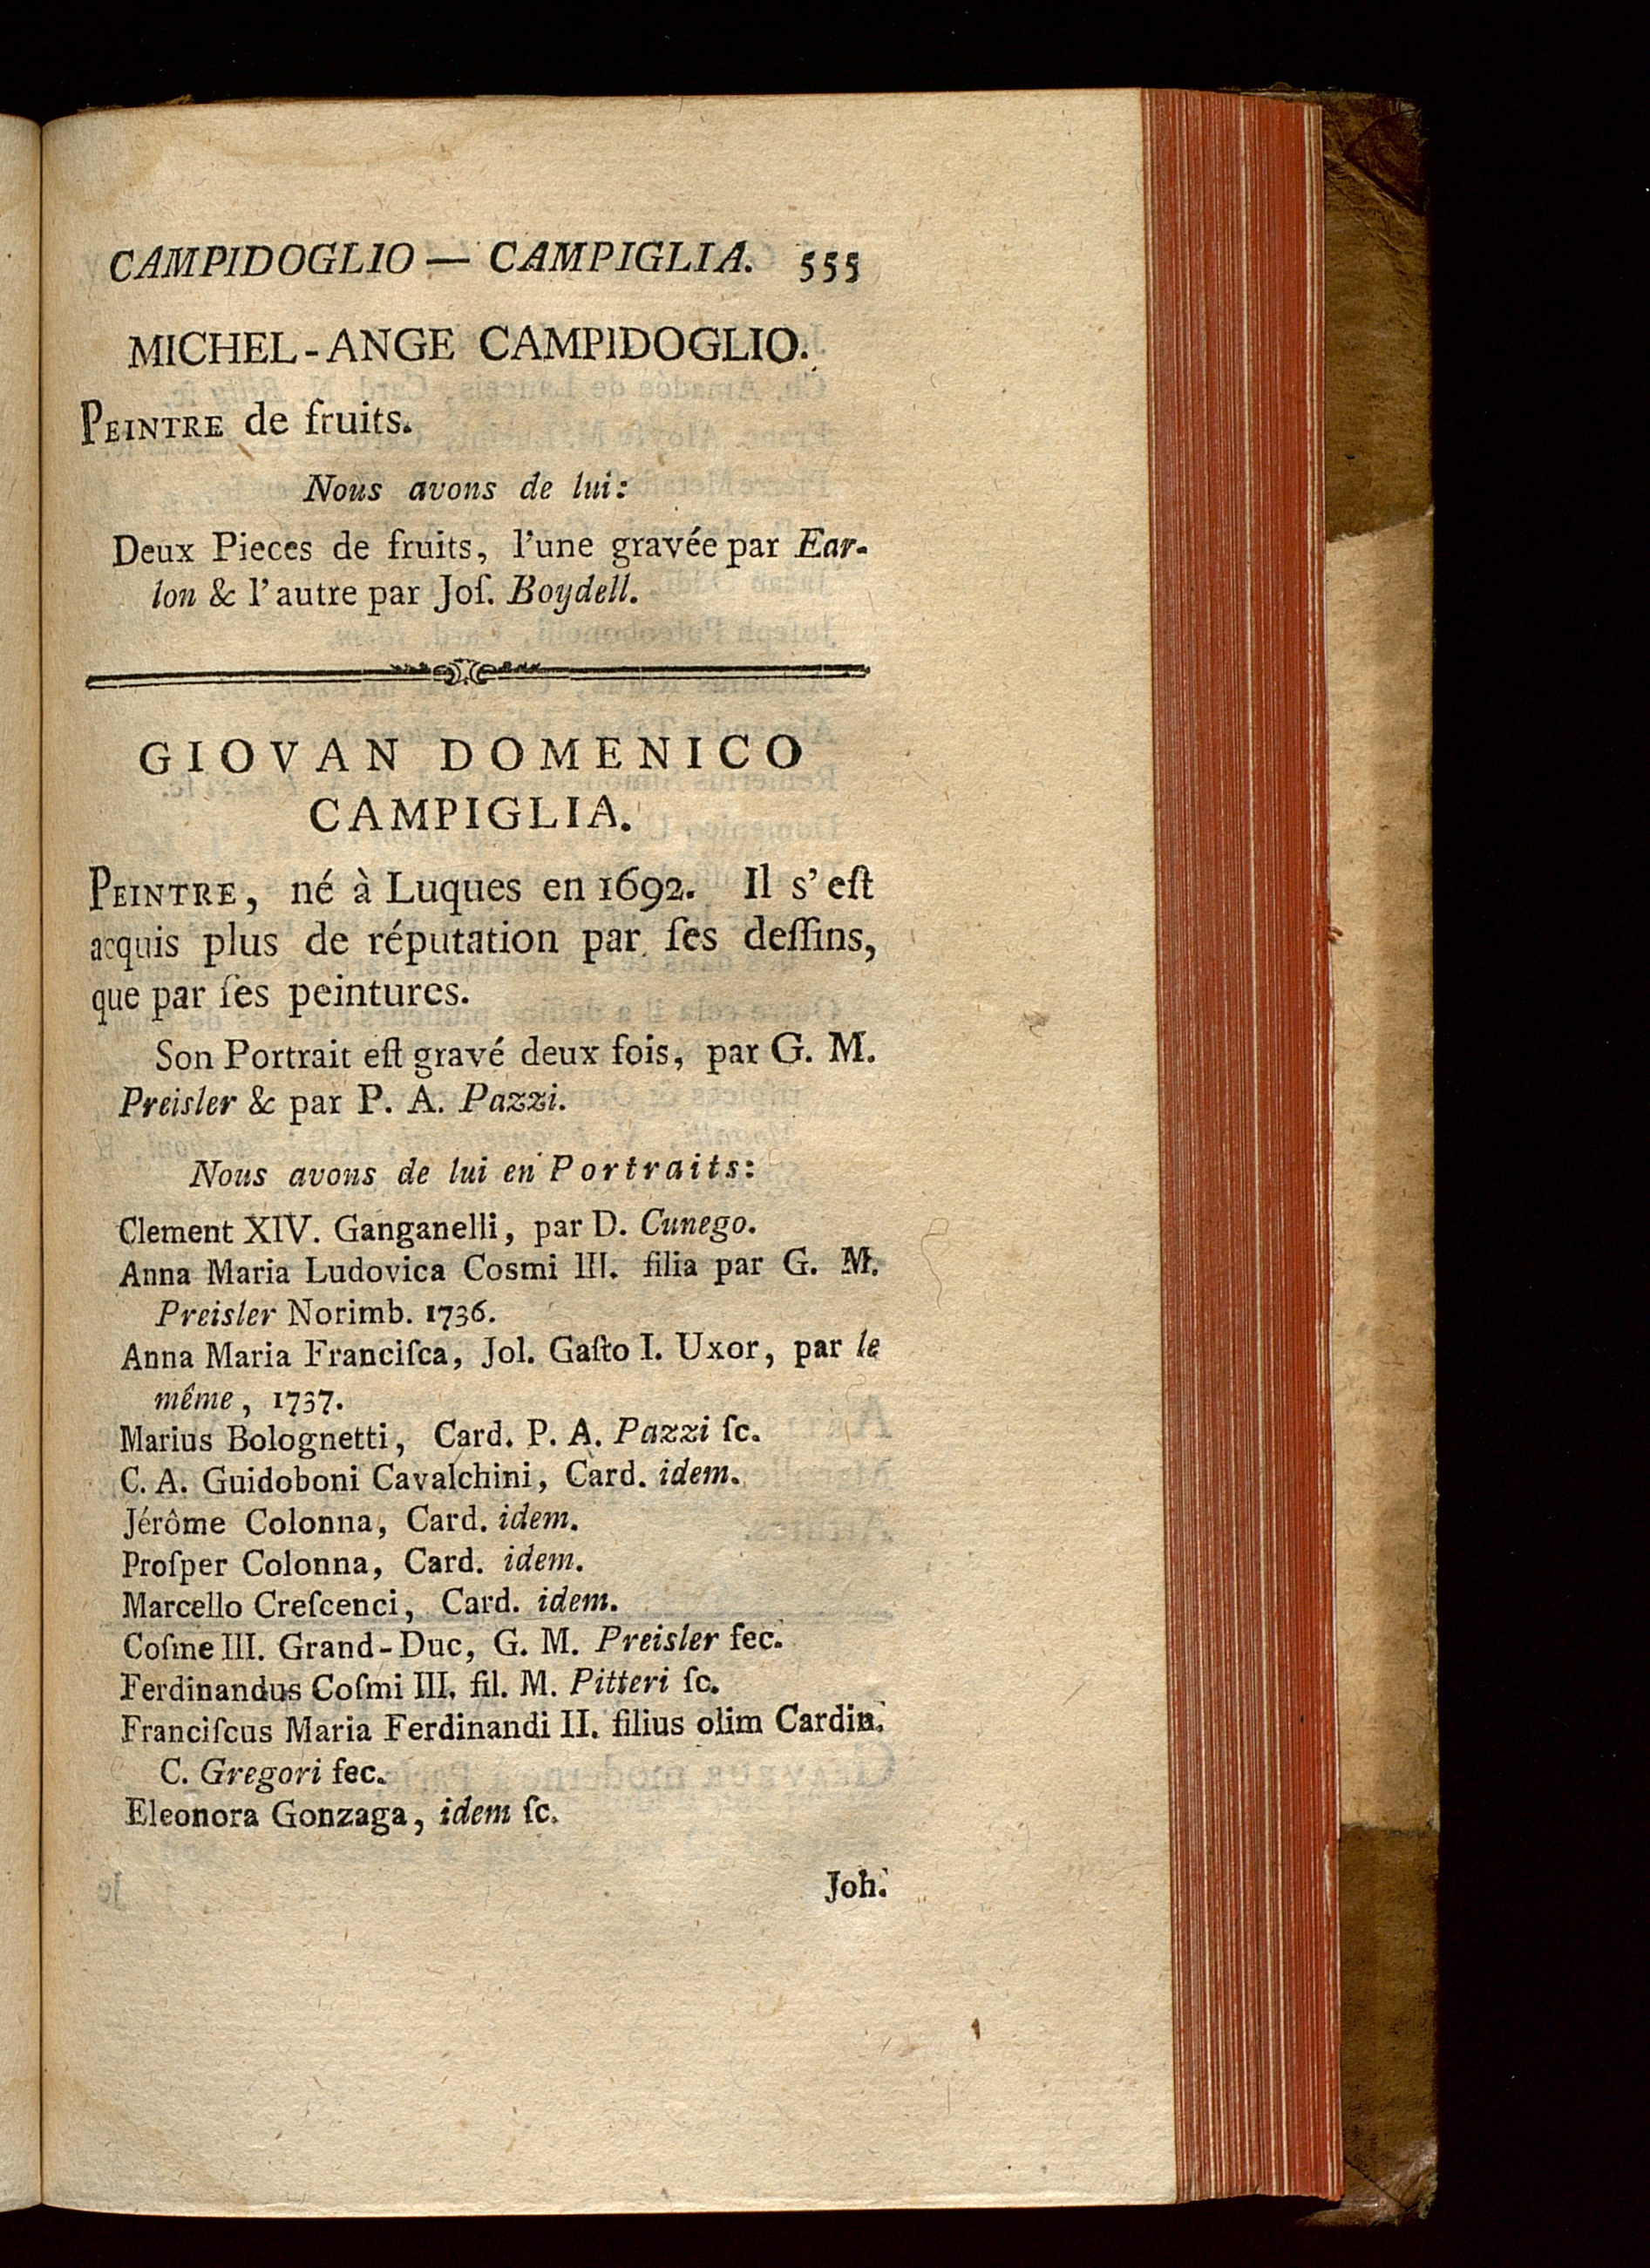 CAMPIDOGLIO — CAMPIGLIA. 555
MICHEL-ANGE CAMPIDOGLIO.
PEINTRE de fruits.
Nous avons de lui:
Deux Pieces de fruits, l'une gravée par Ear-
lon & l'autre par Joſ. Boydell.
GIOVAN DOMENICO
CAMPIGLIA.
PEINTRE, né à Luques en 1692. Il s'eſt
acquis plus de réputation par ſes deſſins,
que par ſes peintures.
Son Portrait eſt gravé deux fois, par G. M.
Preisler & par P. A. Pazzi.
Nous avons de lui en Portraits:
Clement XIV. Ganganelli, par D. Cunego.
Anna Maria Ludovica Cosmi III. filia par G. M.
Preisler Norimb. 1736.
Anna Maria Franciſca, Jol. Gaſto I. Uxor, par le
même, 1737.
Marius Bolognetti, Card. P. A. Pazzi ſc.
C. A. Guidoboni Cavalchini, Card. idem.
Jérôme Colonna, Card. idem.
Proſper Colonna, Card. idem.
Marcello Creſcenci, Card. idem.
Coſme III. Grand-Duc, G. M. Preisler fec.
Ferdinandus Coſmi III. fil. M. Pitteri ſc.
Franciſcus Maria Ferdinandi II. filius olim Cardin.
C. Gregori fec.
Eleonora Gonzaga, idem ſc.
Joh.